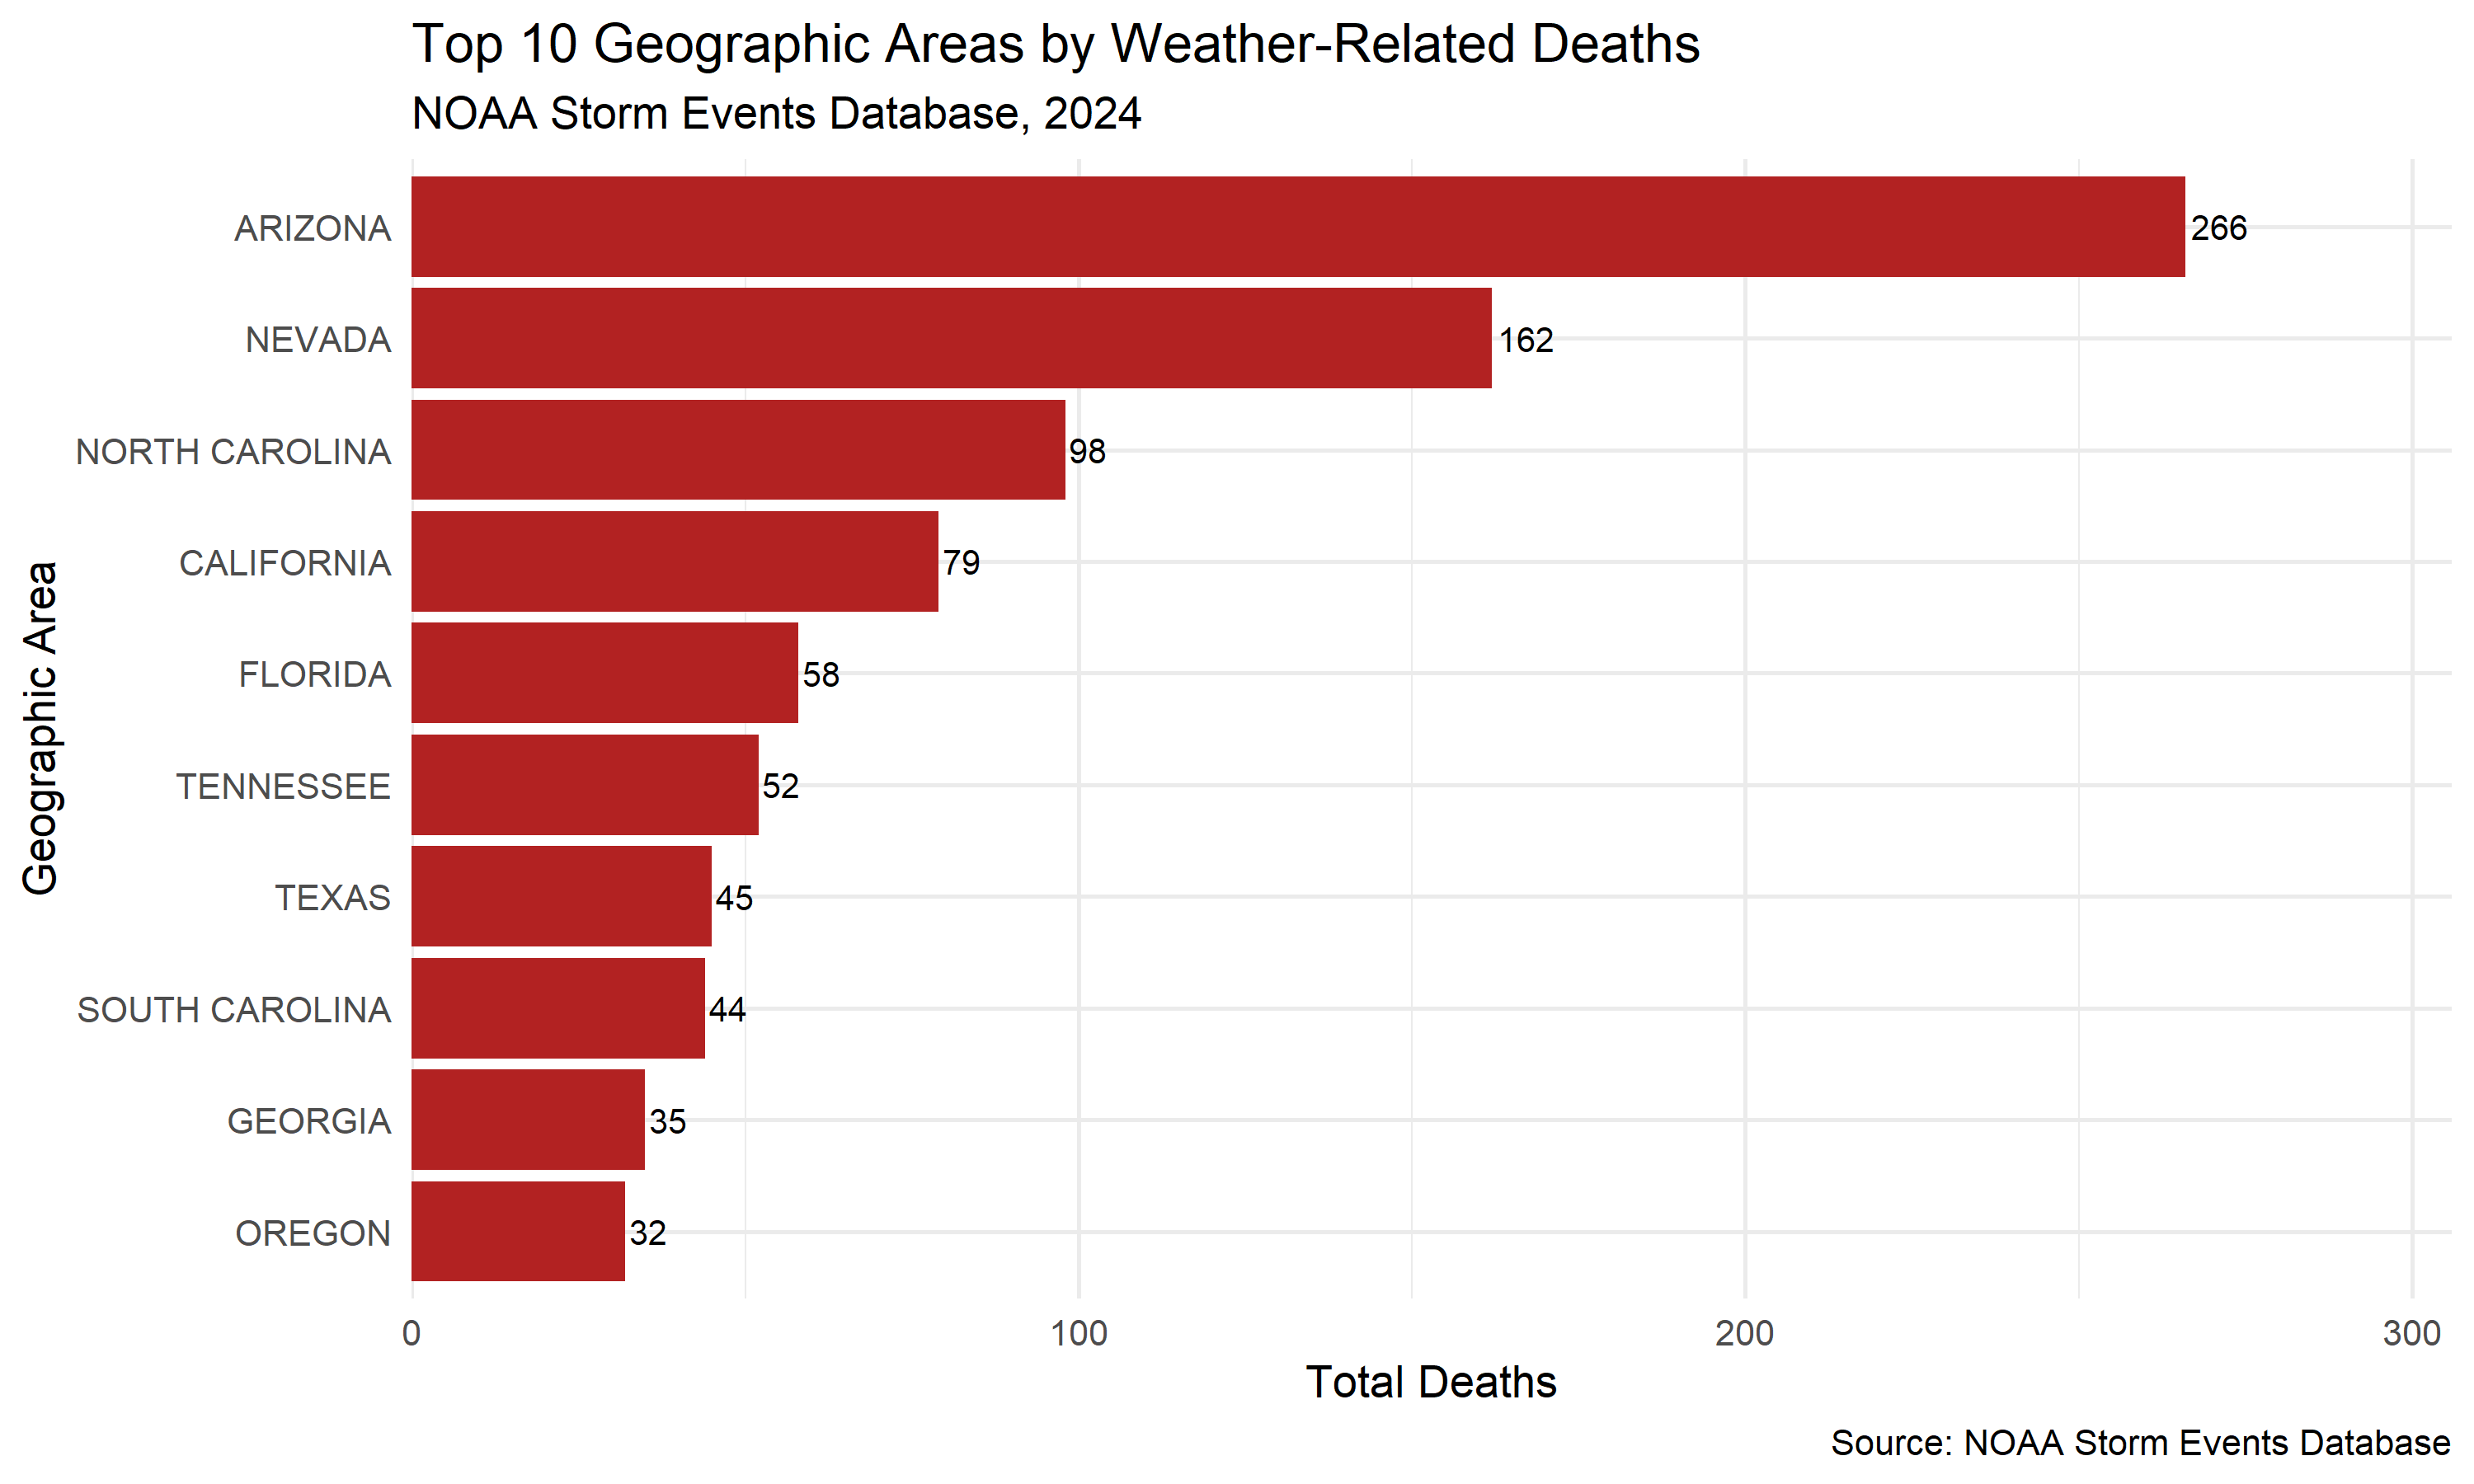 Top 10 Geographic Areas by Weather-Related Deaths
NOAA Storm Events Database, 2024
Geographic Area
ARIZONA 266
NEVADA 162
NORTH CAROLINA 98
CALIFORNIA 79
FLORIDA 58
TENNESSEE 52
TEXAS 45
SOUTH CAROLINA 44
GEORGIA 35
OREGON 32
0 100 200 300
Total Deaths
Source: NOAA Storm Events Database